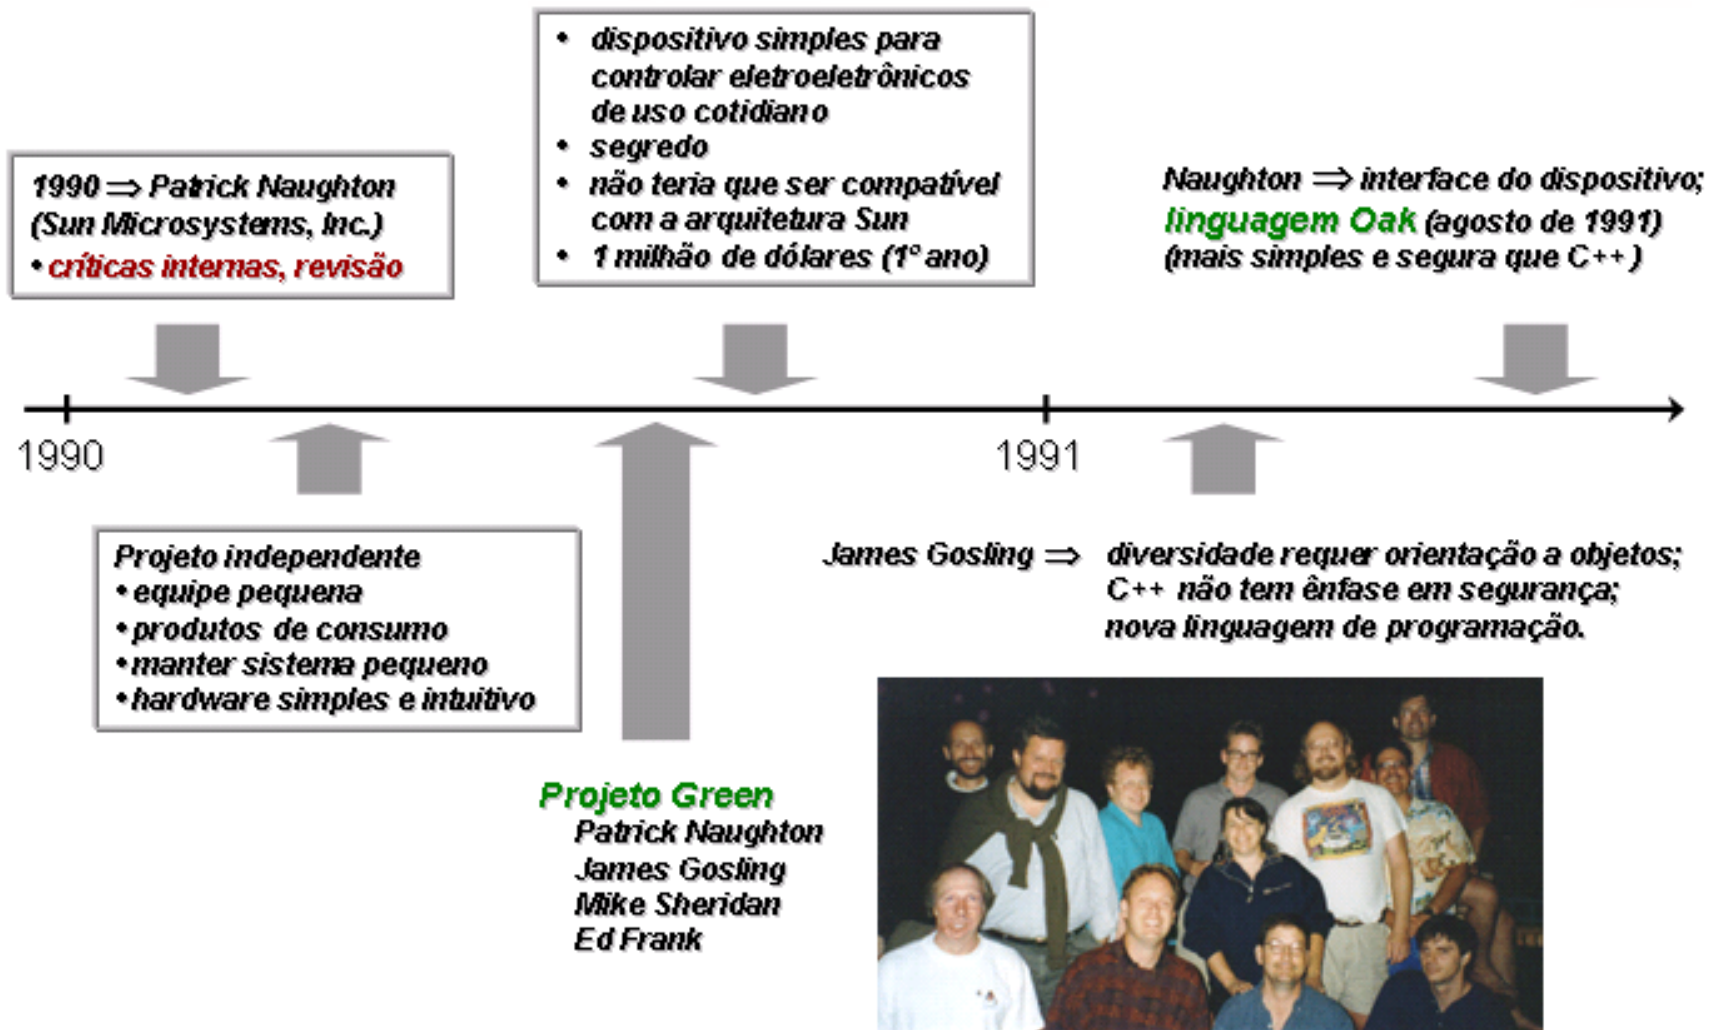 • dispositivo simples para
controlar eletroeletrônicos
de uso cotidiano
• segredo
• não teria que ser compatível
com a arquitetura Sun
• 1 milhão de dólares (1º ano)
1990 ⇒ Patrick Naughton
(Sun Microsystems, Inc.)
• críticas internas, revisão
Naughton ⇒ interface do dispositivo;
linguagem Oak (agosto de 1991)
(mais simples e segura que C++)
1990
1991
Projeto independente
• equipe pequena
• produtos de consumo
• manter sistema pequeno
• hardware simples e intuitivo
James Gosling ⇒ diversidade requer orientação a objetos;
C++ não tem ênfase em segurança;
nova linguagem de programação.
Projeto Green
Patrick Naughton
James Gosling
Mike Sheridan
Ed Frank